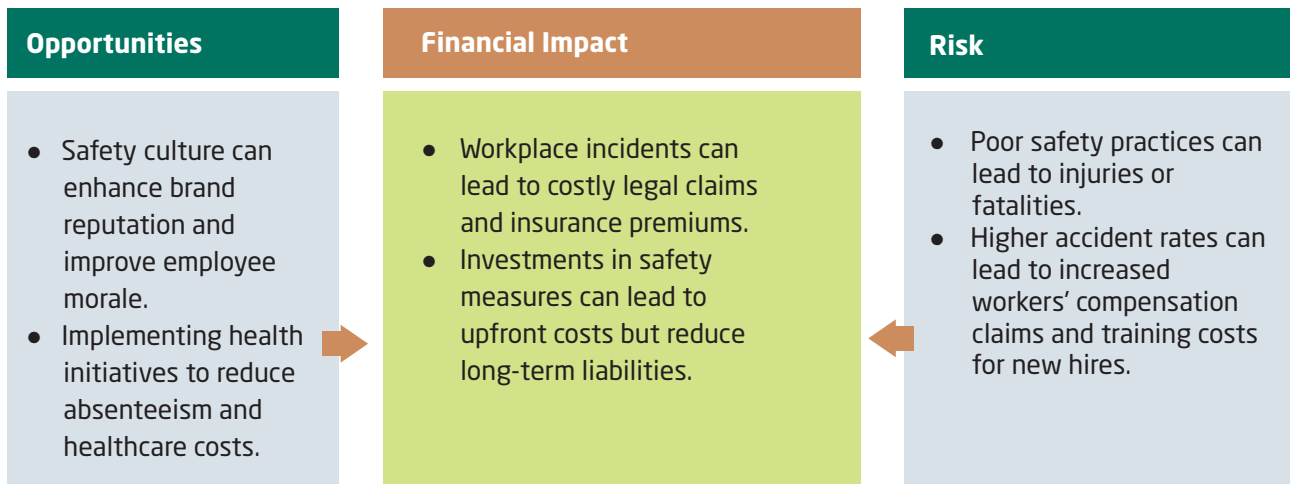 Opportunities
● Safety culture can
enhance brand
reputation and
improve employee
morale.
● Implementing health
initiatives to reduce
absenteeism and
healthcare costs.
Financial Impact
● Workplace incidents can
lead to costly legal claims
and insurance premiums.
● Investments in safety
measures can lead to
upfront costs but reduce
long-term liabilities.
Risk
● Poor safety practices can
lead to injuries or
fatalities.
● Higher accident rates can
lead to increased
workers’ compensation
claims and training costs
for new hires.